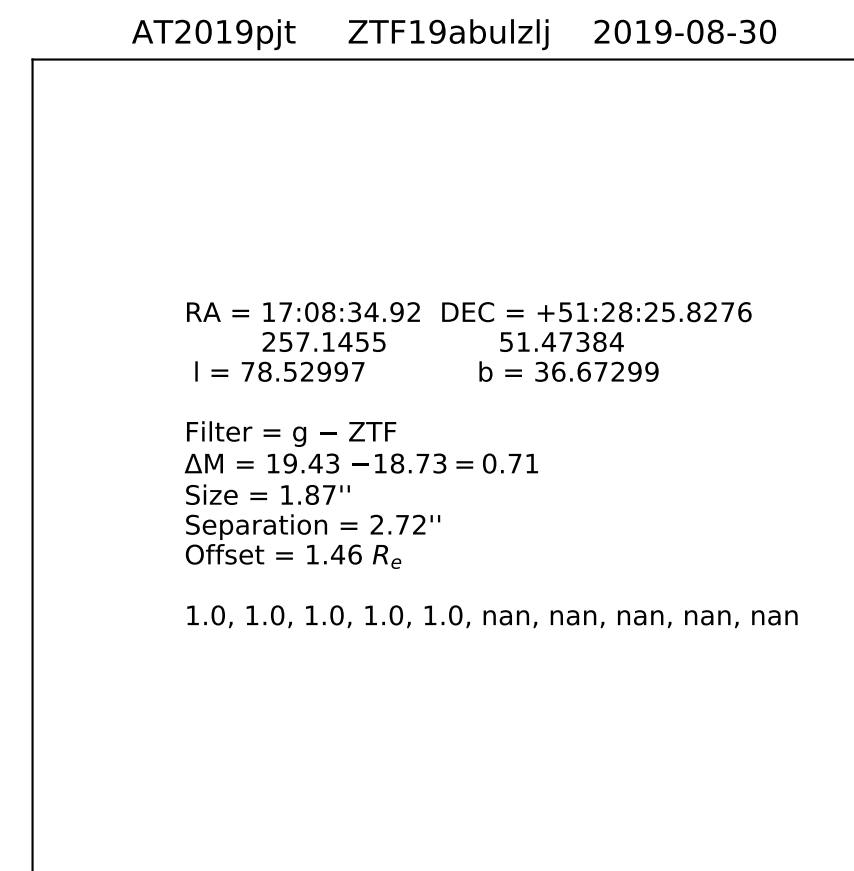 AT2019pjt ZTF19abulzlj 2019-08-30
RA = 17:08:34.92 DEC = +51:28:25.8276
257.1455 51.47384
l = 78.52997 b = 36.67299
Filter = g − ZTF
ΔM = 19.43 −18.73 = 0.71
Size = 1.87''
Separation = 2.72''
Offset = 1.46 Rₑ
1.0, 1.0, 1.0, 1.0, 1.0, nan, nan, nan, nan, nan